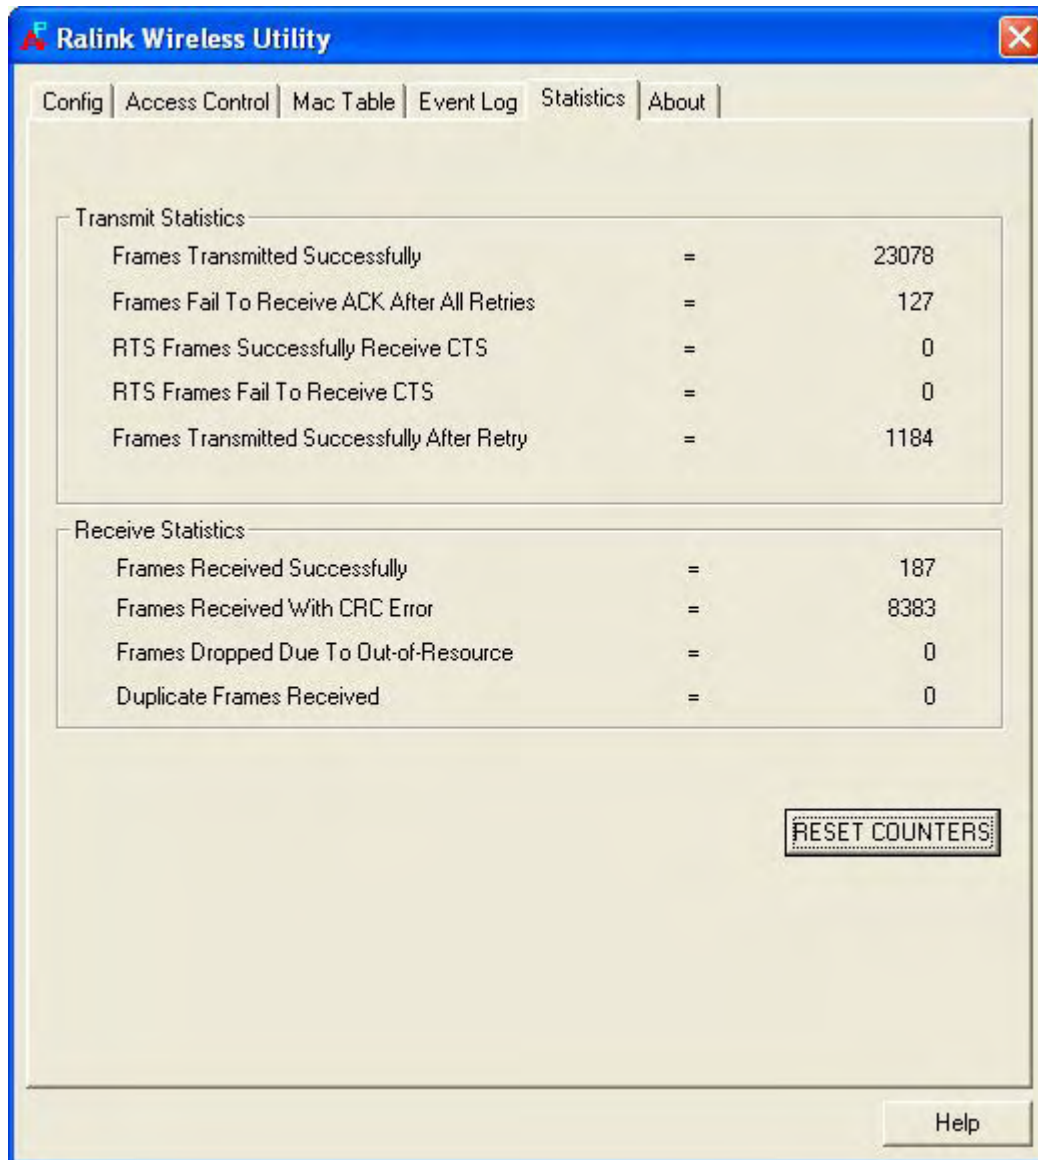 Ralink Wireless Utility
Config Access Control Mac Table Event Log Statistics About
Transmit Statistics
Frames Transmitted Successfully = 23078
Frames Fail To Receive ACK After All Retries = 127
RTS Frames Successfully Receive CTS = 0
RTS Frames Fail To Receive CTS = 0
Frames Transmitted Successfully After Retry = 1184
Receive Statistics
Frames Received Successfully = 187
Frames Received With CRC Error = 8383
Frames Dropped Due To Out-of-Resource = 0
Duplicate Frames Received = 0
RESET COUNTERS
Help